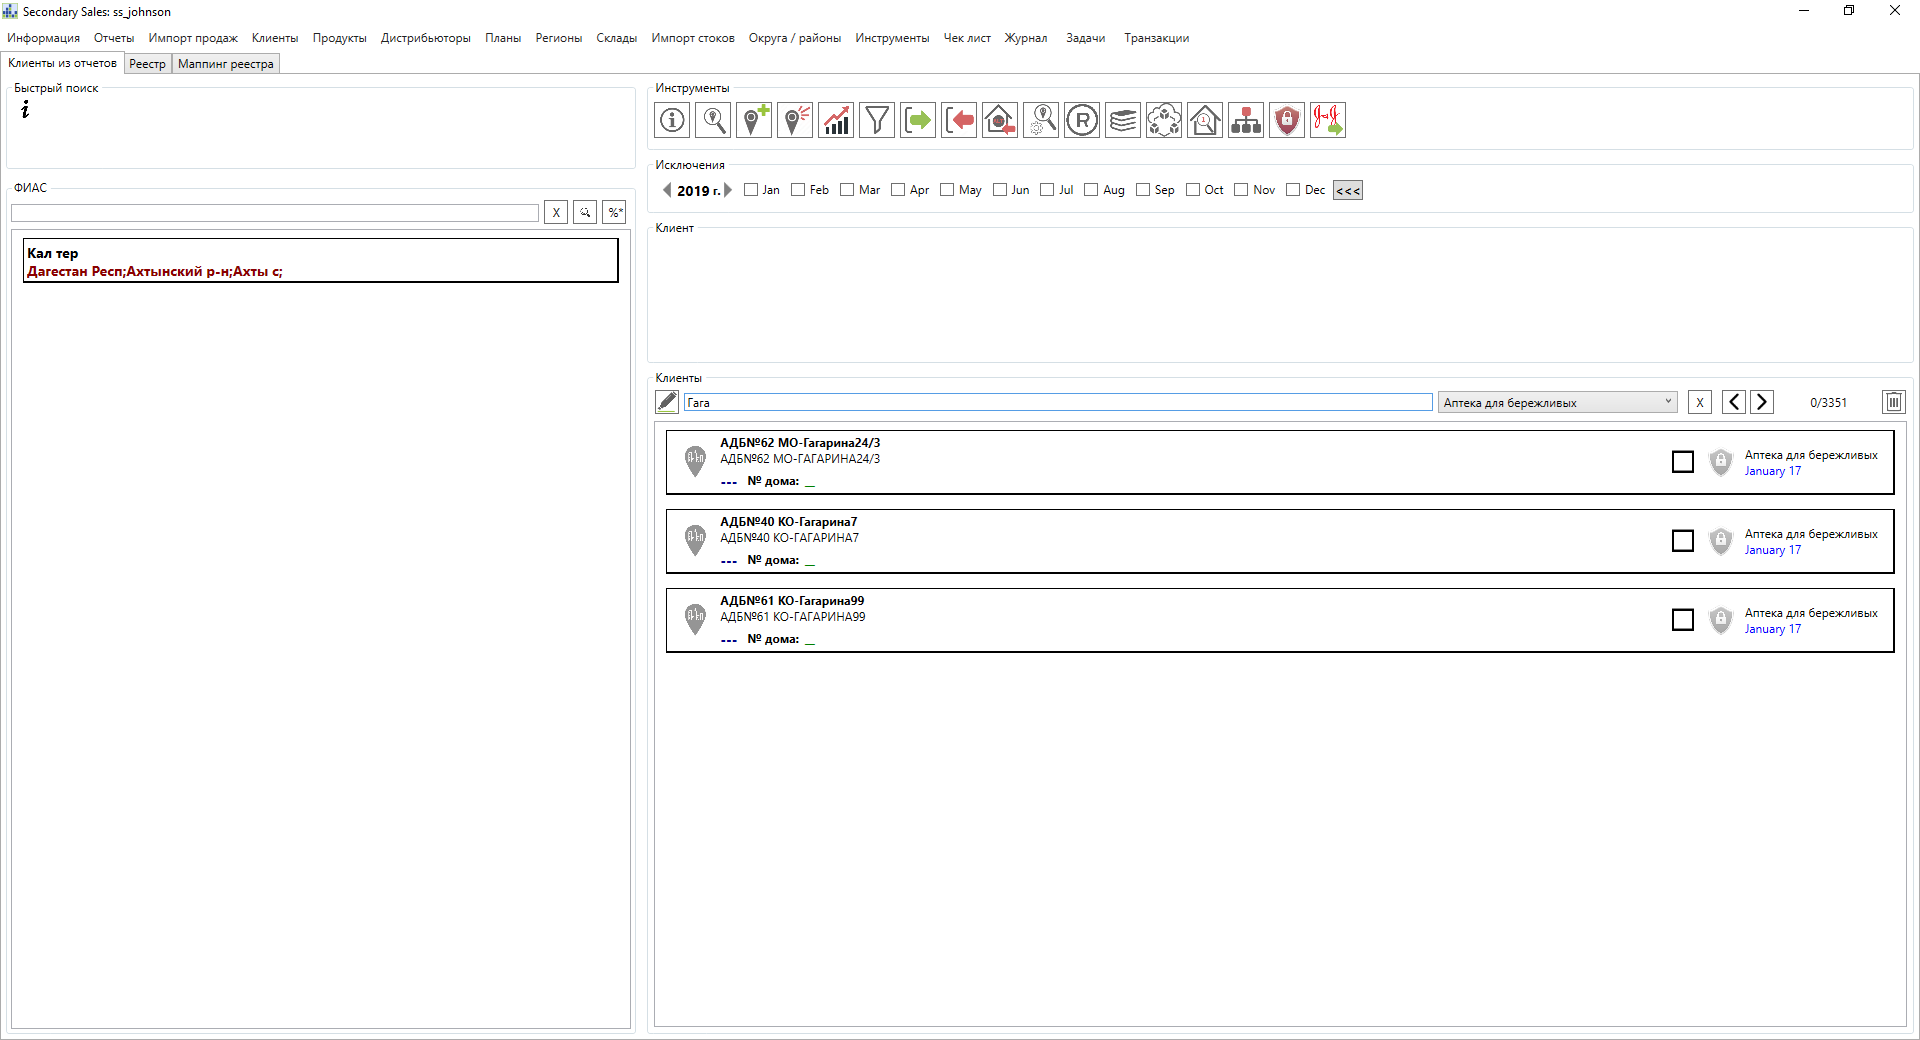 Secondary Sales: ss_johnson
Информация Отчеты Импорт продаж Клиенты Продукты Дистрибьюторы Планы Регионы Склады Импорт стоков Округа / районы Инструменты Чек лист Журнал Задачи Транзакции
Клиенты из отчетов Реестр Маппинг реестра
Быстрый поиск
i
ФИАС
X %*
Кал тер
Дагестан Респ;Ахтынский р-н;Ахты с;
Инструменты
R
Исключения
2019 г. Jan Feb Mar Apr May Jun Jul Aug Sep Oct Nov Dec <<<
Клиент
Клиенты
Гага Аптека для бережливых X 0/3351
АДБ№62 МО-Гагарина24/3
АДБ№62 МО-ГАГАРИНА24/3
--- № дома: __
Аптека для бережливых
January 17
АДБ№40 КО-Гагарина7
АДБ№40 КО-ГАГАРИНА7
--- № дома: __
Аптека для бережливых
January 17
АДБ№61 КО-Гагарина99
АДБ№61 КО-ГАГАРИНА99
--- № дома: __
Аптека для бережливых
January 17